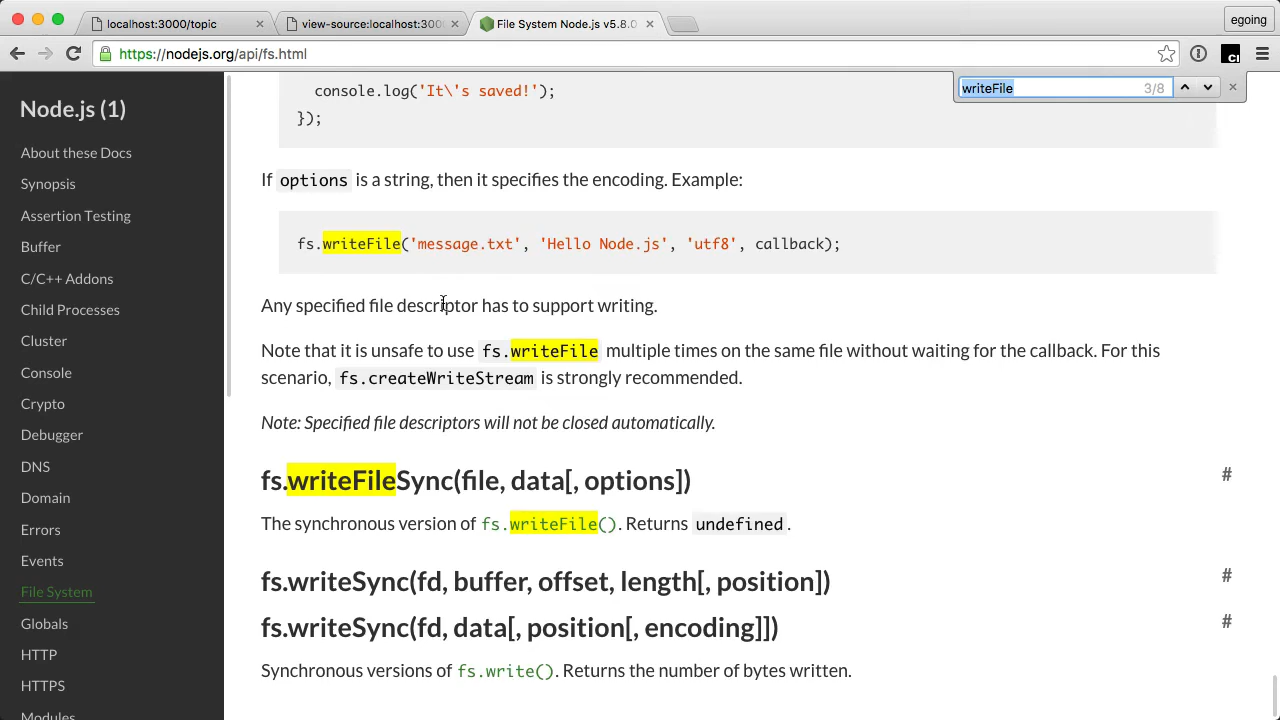 localhost:3000/topic
view-source:localhost:300
File System Node.js v5.8.0
egoing
https://nodejs.org/api/fs.html
writeFile 3/8
Node.js (1)
About these Docs
Synopsis
Assertion Testing
Buffer
C/C++ Addons
Child Processes
Cluster
Console
Crypto
Debugger
DNS
Domain
Errors
Events
File System
Globals
HTTP
HTTPS
Modules
console.log('It\'s saved!');
});
If options is a string, then it specifies the encoding. Example:
fs.writeFile('message.txt', 'Hello Node.js', 'utf8', callback);
Any specified file descriptor has to support writing.
Note that it is unsafe to use fs.writeFile multiple times on the same file without waiting for the callback. For this
scenario, fs.createWriteStream is strongly recommended.
Note: Specified file descriptors will not be closed automatically.
fs.writeFileSync(file, data[, options]) #
The synchronous version of fs.writeFile(). Returns undefined.
fs.writeSync(fd, buffer, offset, length[, position]) #
fs.writeSync(fd, data[, position[, encoding]]) #
Synchronous versions of fs.write(). Returns the number of bytes written.